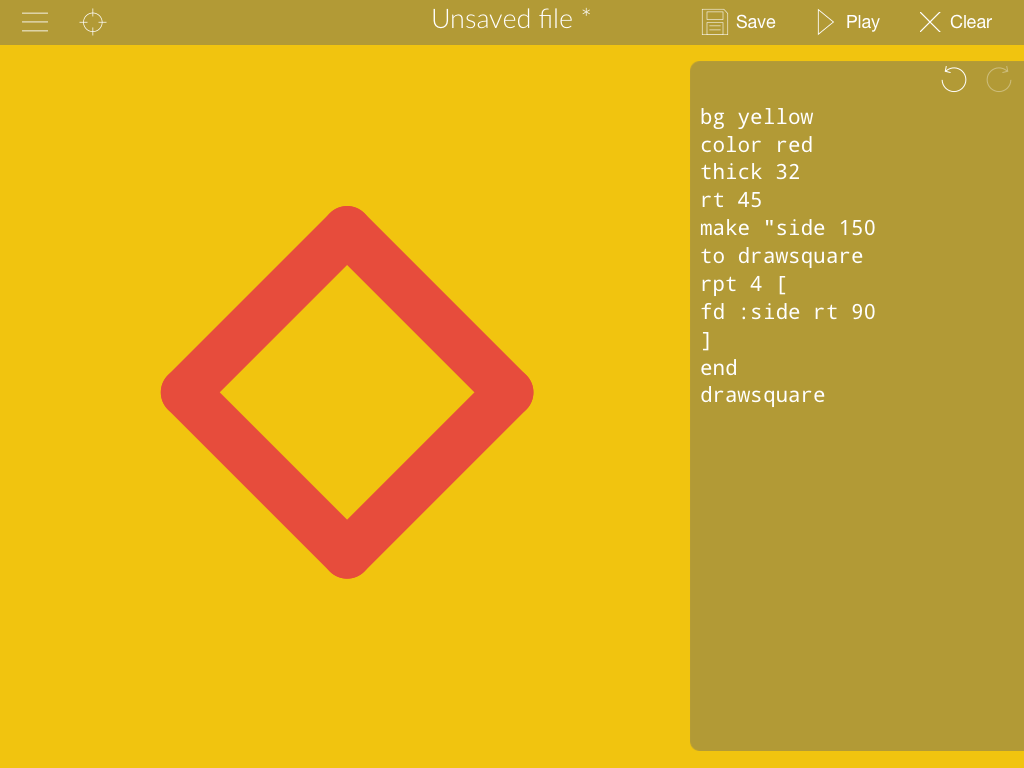 Unsaved file *
Save
Play
Clear
bg yellow
color red
thick 32
rt 45
make "side 150
to drawsquare
rpt 4 [
fd :side rt 90
]
end
drawsquare